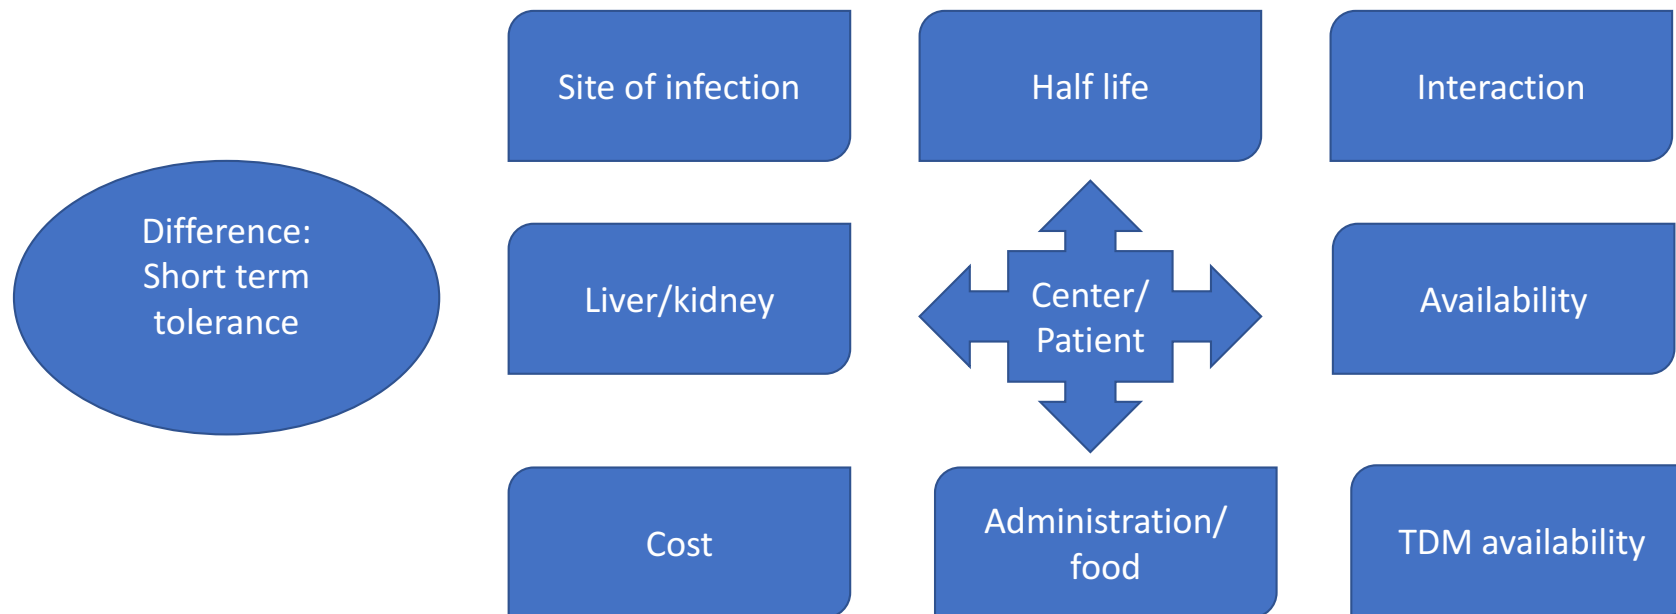 Site of infection
Half life
Interaction
Difference:
Short term
tolerance
Liver/kidney
Center/
Patient
Availability
Cost
Administration/
food
TDM availability